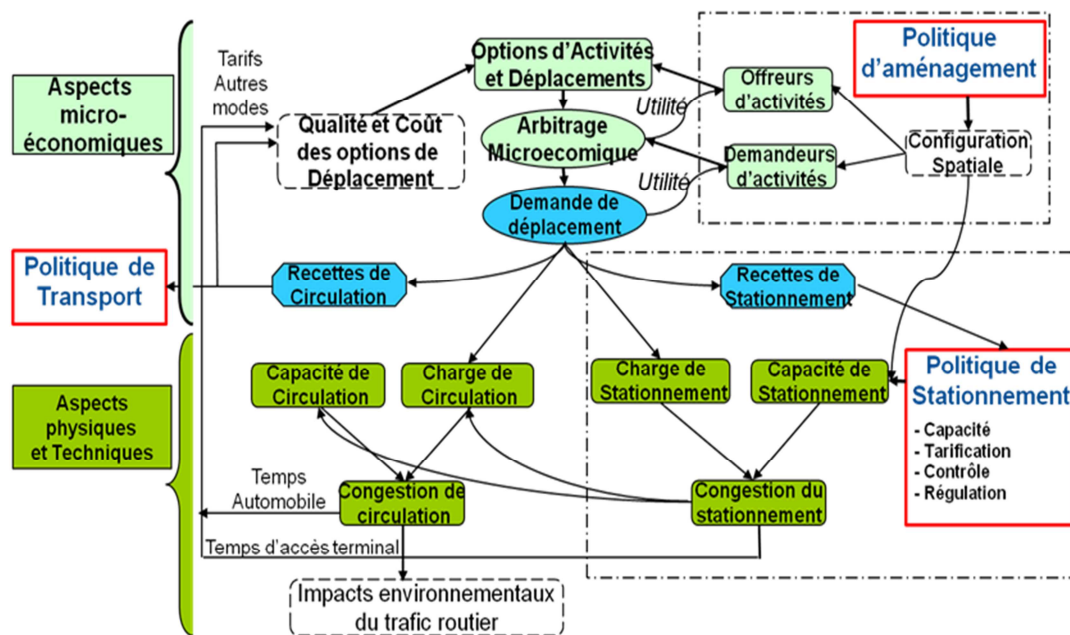 Aspects
micro-
économiques
Tarifs
Autres
modes
Options d'Activités
et Déplacements
Offreurs
d'activités
Politique
d'aménagement
Utilité
Qualité et Coût
des options de
Déplacement
Arbitrage
Microecomique
Demandeurs
d'activités
Configuration
Spatiale
Utilité
Demande de
déplacement
Politique de
Transport
Recettes de
Circulation
Recettes de
Stationnement
Aspects
physiques
et Techniques
Capacité de
Circulation
Charge de
Circulation
Charge de
Stationnement
Capacité de
Stationnement
Politique de
Stationnement
- Capacité
- Tarification
- Contrôle
- Régulation
Temps
Automobile
Congestion de
circulation
Congestion du
stationnement
Temps d'accès terminal
Impacts environnementaux
du trafic routier